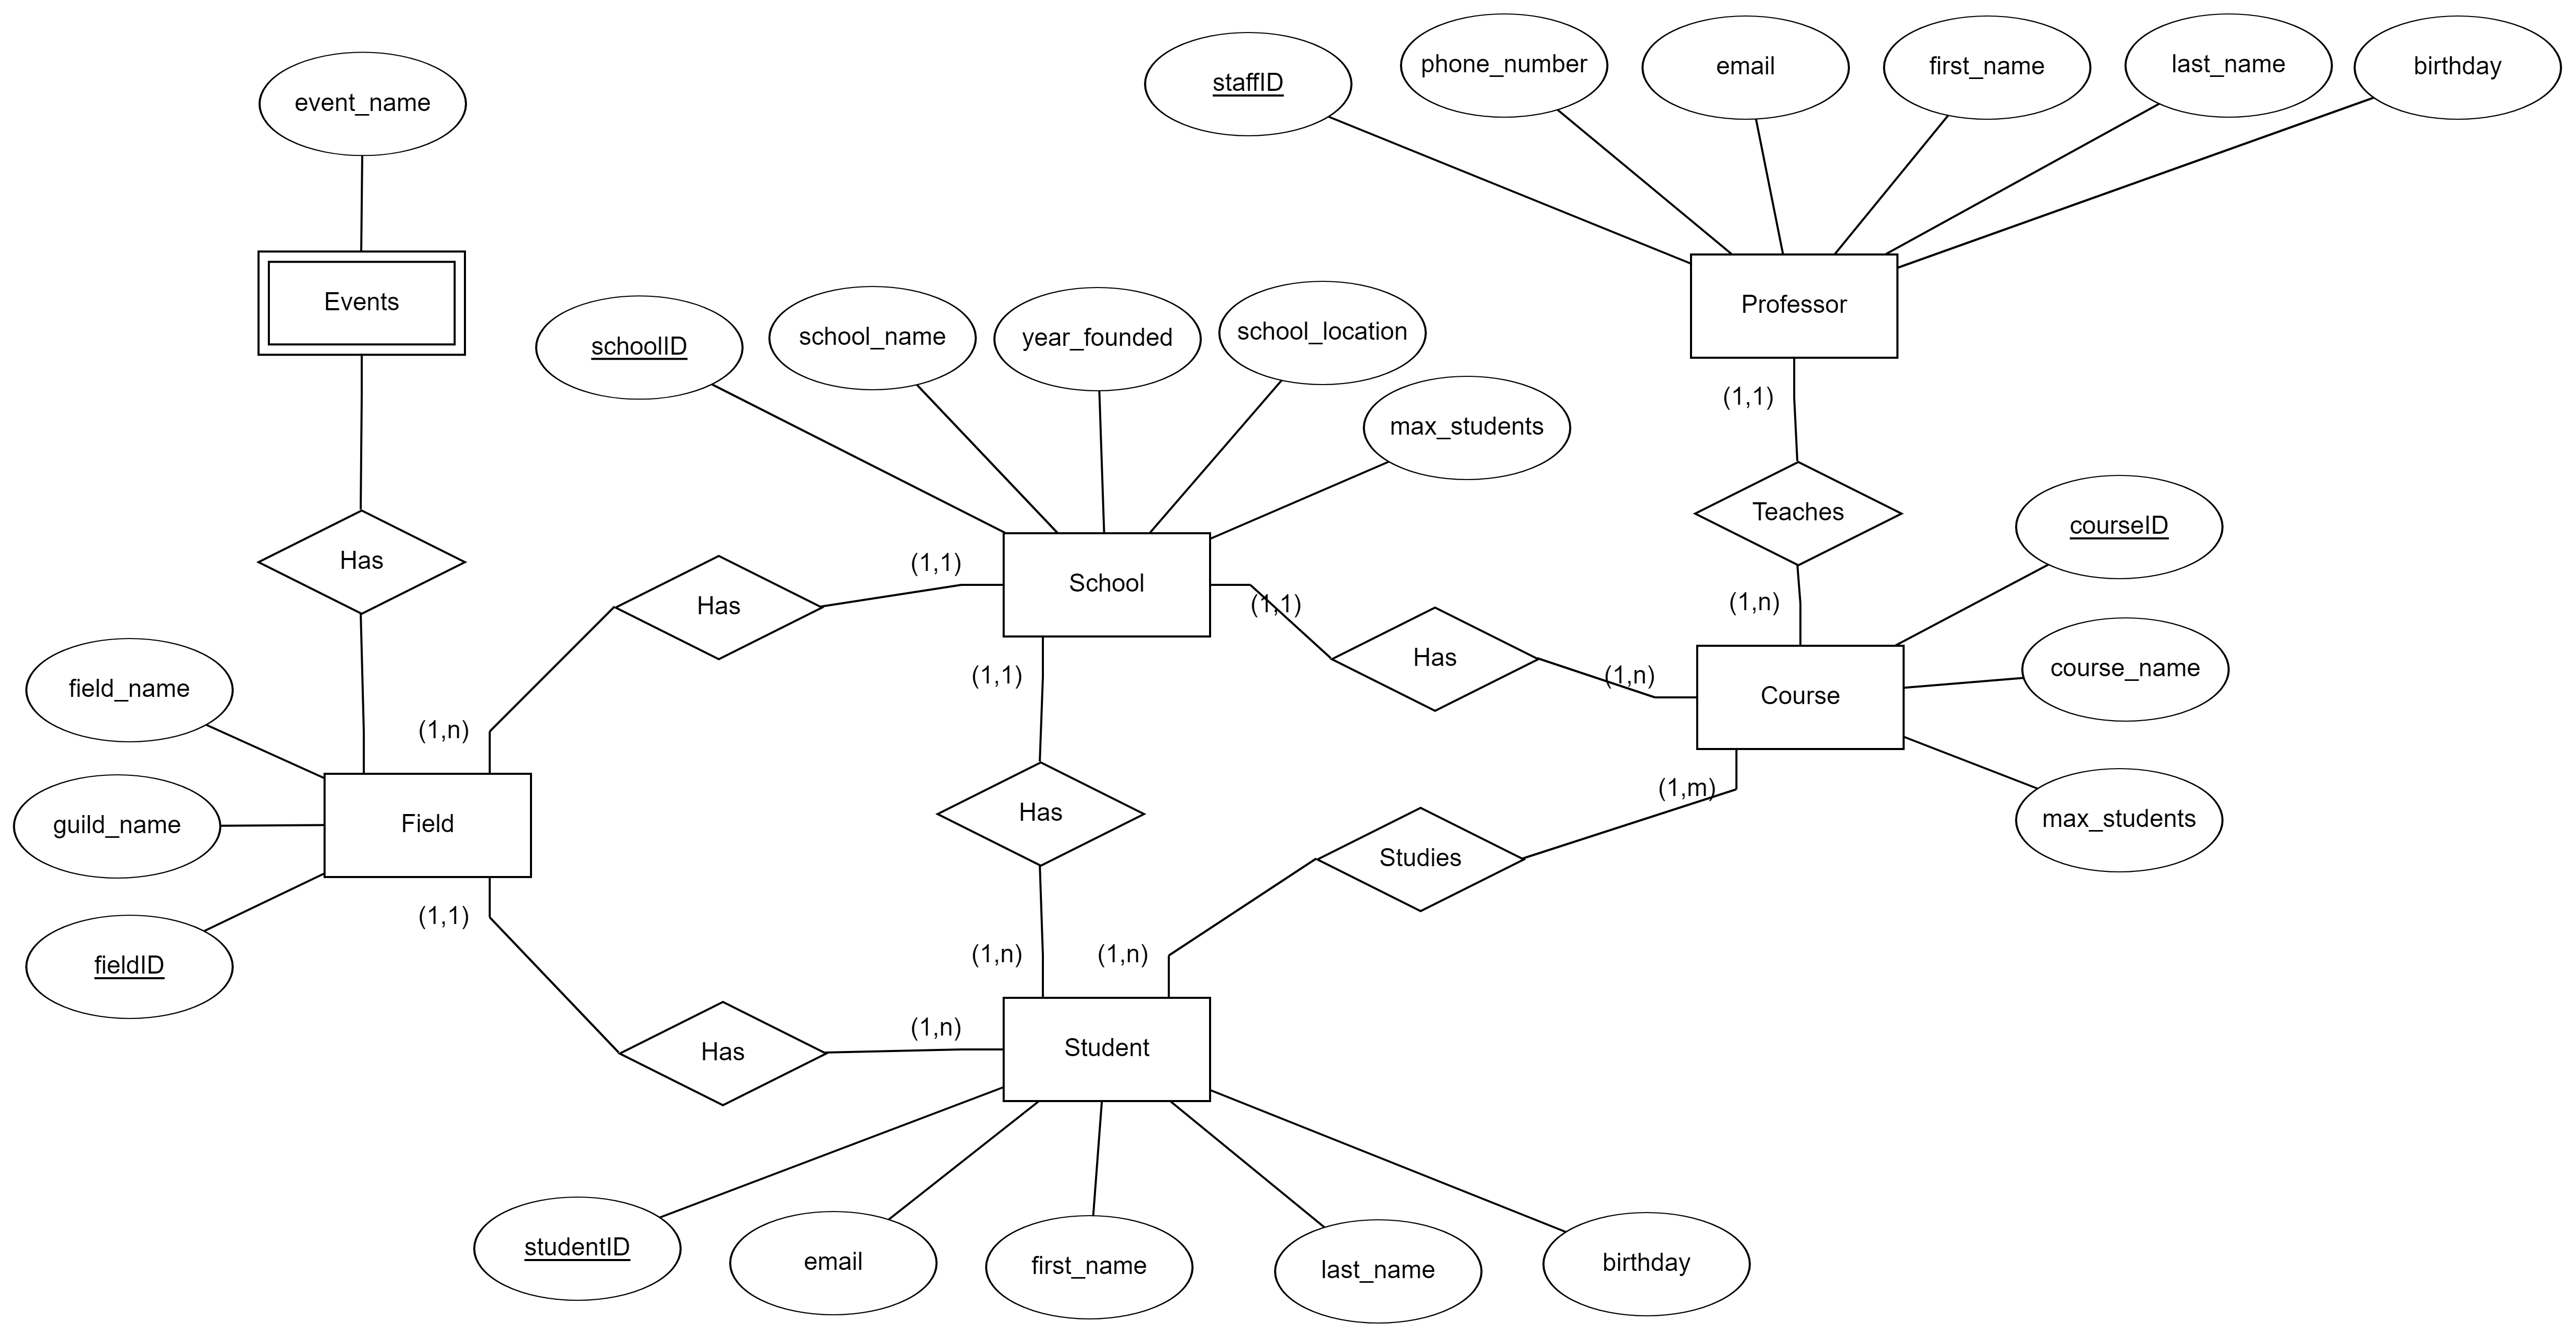 staffID
phone_number
email
first_name
last_name
birthday
event_name
Events
Professor
schoolID
school_name
year_founded
school_location
max_students
(1,1)
Teaches
courseID
Has
Has
(1,1)
School
(1,1)
Has
(1,n)
(1,n)
Course
course_name
max_students
field_name
guild_name
fieldID
(1,n)
Field
(1,1)
(1,1)
Has
(1,n)
(1,m)
Studies
(1,n)
Has
(1,n)
Student
studentID
email
first_name
last_name
birthday